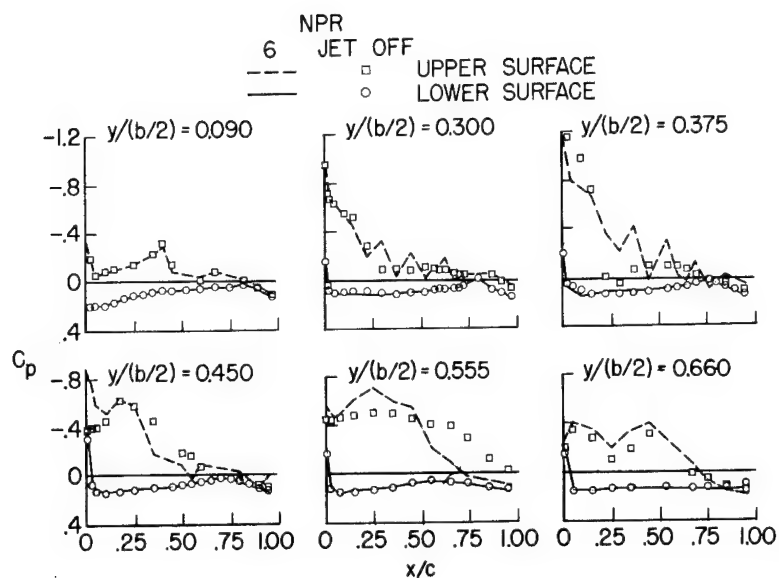 NPR
6 JET OFF
UPPER SURFACE
LOWER SURFACE
y/(b/2) = 0.090 y/(b/2) = 0.300 y/(b/2) = 0.375
-1.2
-.8
-.4
0
.4
Cp
y/(b/2) = 0.450 y/(b/2) = 0.555 y/(b/2) = 0.660
-.8
-.4
0
.4
0 .25 .50 .75 1.00 0 .25 .50 .75 1.00 0 .25 .50 .75 1.00
x/c